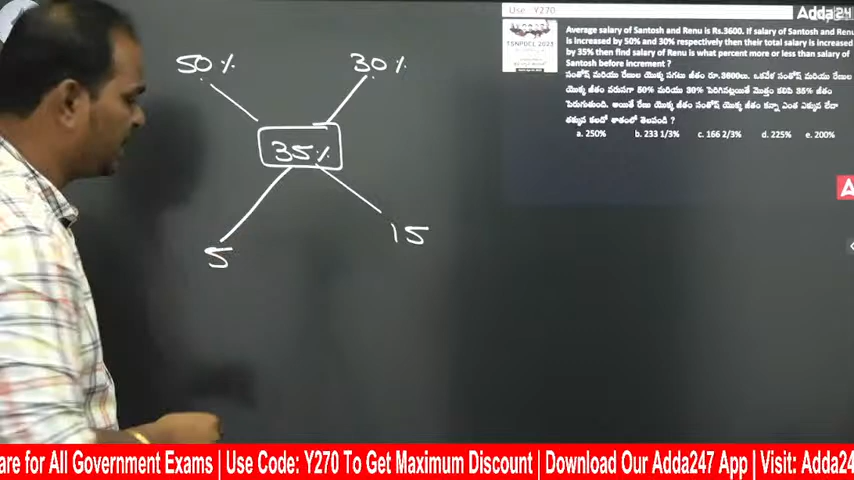 Use Y270
Adda247
TSNPDCL 2023
Average salary of Santosh and Renu is Rs.3600. If salary of Santosh and Renu
is increased by 50% and 30% respectively then their total salary is increased
by 35% then find salary of Renu is what percent more or less than salary of
Santosh before increment ?
సంతోష్ మరియు రేణుల యొక్క సగటు జీతం రూ.3600లు. ఒకవేళ సంతోష్ మరియు రేణుల
యొక్క జీతం వరుసగా 50% మరియు 30% పెరిగినట్లయితే మొత్తం కలిపి 35% జీతం
పెరుగుతుంది. అయితే రేణు యొక్క జీతం సంతోష్ యొక్క జీతం కన్నా ఎంత ఎక్కువ లేదా
తక్కువ కలదో శాతంలో తెలపండి ?
a. 250% b. 233 1/3% c. 166 2/3% d. 225% e. 200%
50% 30%
35%
5 15
are for All Government Exams | Use Code: Y270 To Get Maximum Discount | Download Our Adda247 App | Visit: Adda24